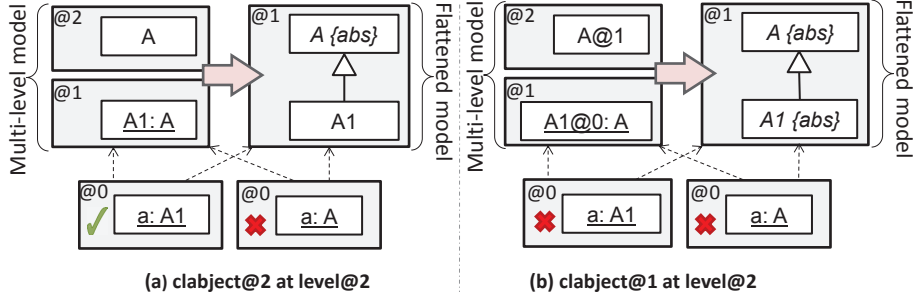 Multi-level model
@2
A
@1
A1: A
@1
A {abs}
A1
Flattened model
@0
a: A1
@0
a: A
(a) clabject@2 at level@2
Multi-level model
@2
A@1
@1
A1@0: A
@1
A {abs}
A1 {abs}
Flattened model
@0
a: A1
@0
a: A
(b) clabject@1 at level@2